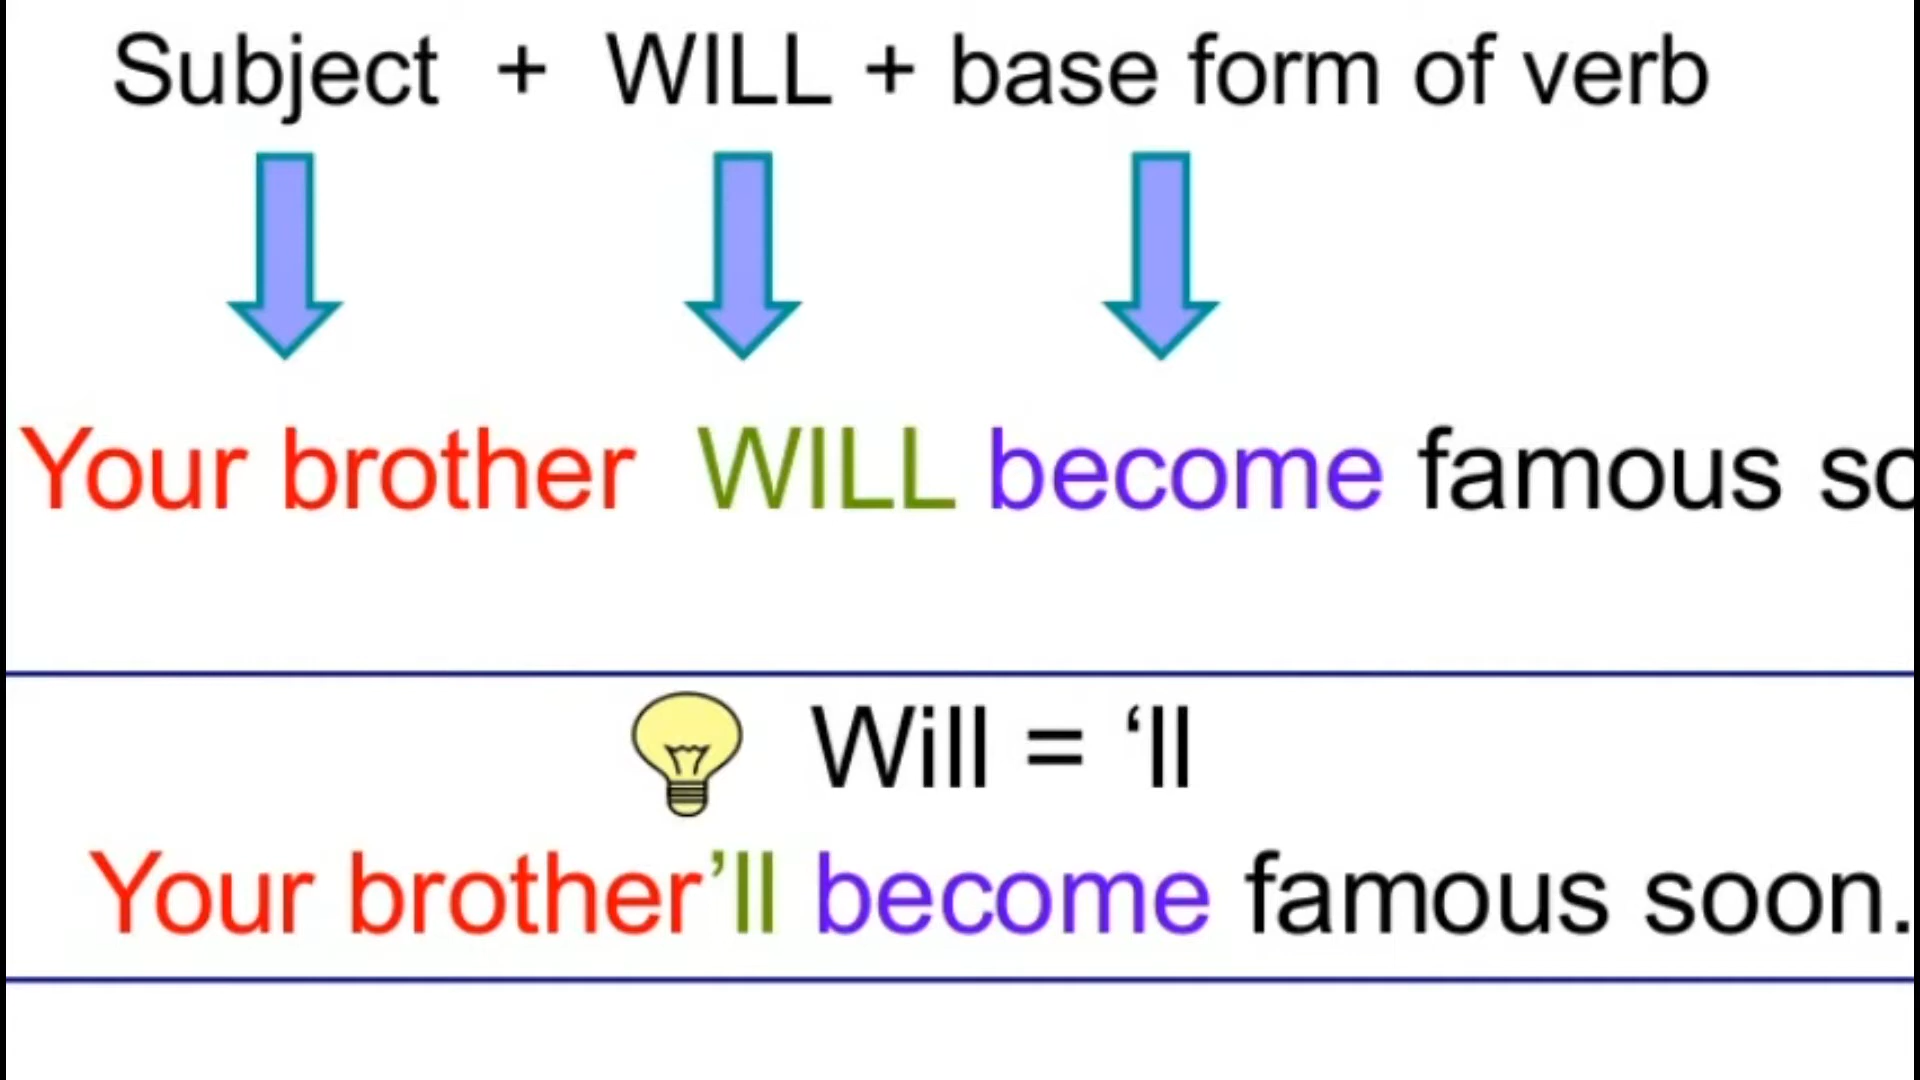 Subject + WILL + base form of verb
Your brother WILL become famous so
Will = ‘ll
Your brother’ll become famous soon.